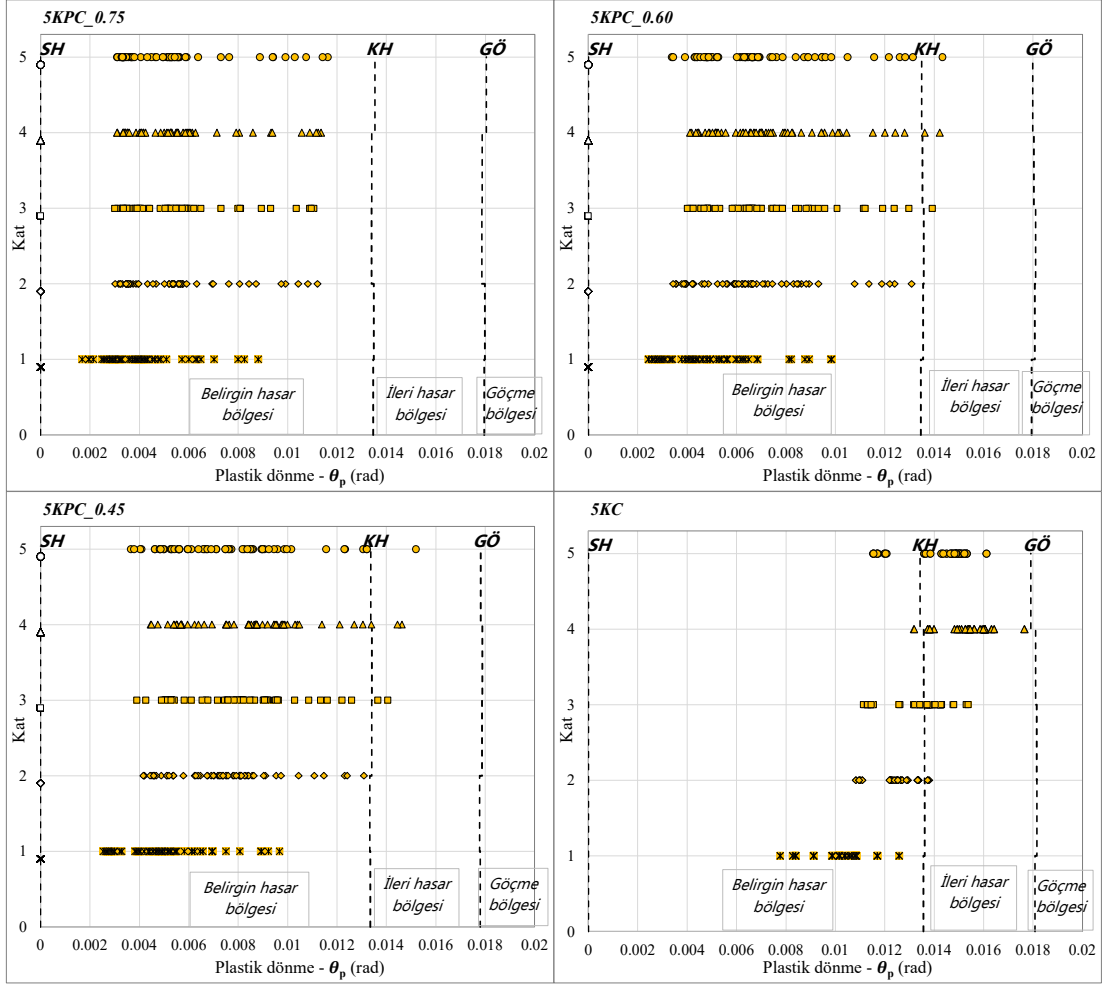 5KPC_0.75
SH KH GÖ
5
4
3
2
1
0
Kat
Belirgin hasar
bölgesi
İleri hasar
bölgesi
Göçme
bölgesi
0 0.002 0.004 0.006 0.008 0.01 0.012 0.014 0.016 0.018 0.02
Plastik dönme - θp (rad)
5KPC_0.60
SH KH GÖ
5
4
3
2
1
0
Kat
Belirgin hasar
bölgesi
İleri hasar
bölgesi
Göçme
bölgesi
0 0.002 0.004 0.006 0.008 0.01 0.012 0.014 0.016 0.018 0.02
Plastik dönme - θp (rad)
5KPC_0.45
SH KH GÖ
5
4
3
2
1
0
Kat
Belirgin hasar
bölgesi
İleri hasar
bölgesi
Göçme
bölgesi
0 0.002 0.004 0.006 0.008 0.01 0.012 0.014 0.016 0.018 0.02
Plastik dönme - θp (rad)
5KC
SH KH GÖ
5
4
3
2
1
0
Kat
Belirgin hasar
bölgesi
İleri hasar
bölgesi
Göçme
bölgesi
0 0.002 0.004 0.006 0.008 0.01 0.012 0.014 0.016 0.018 0.02
Plastik dönme - θp (rad)